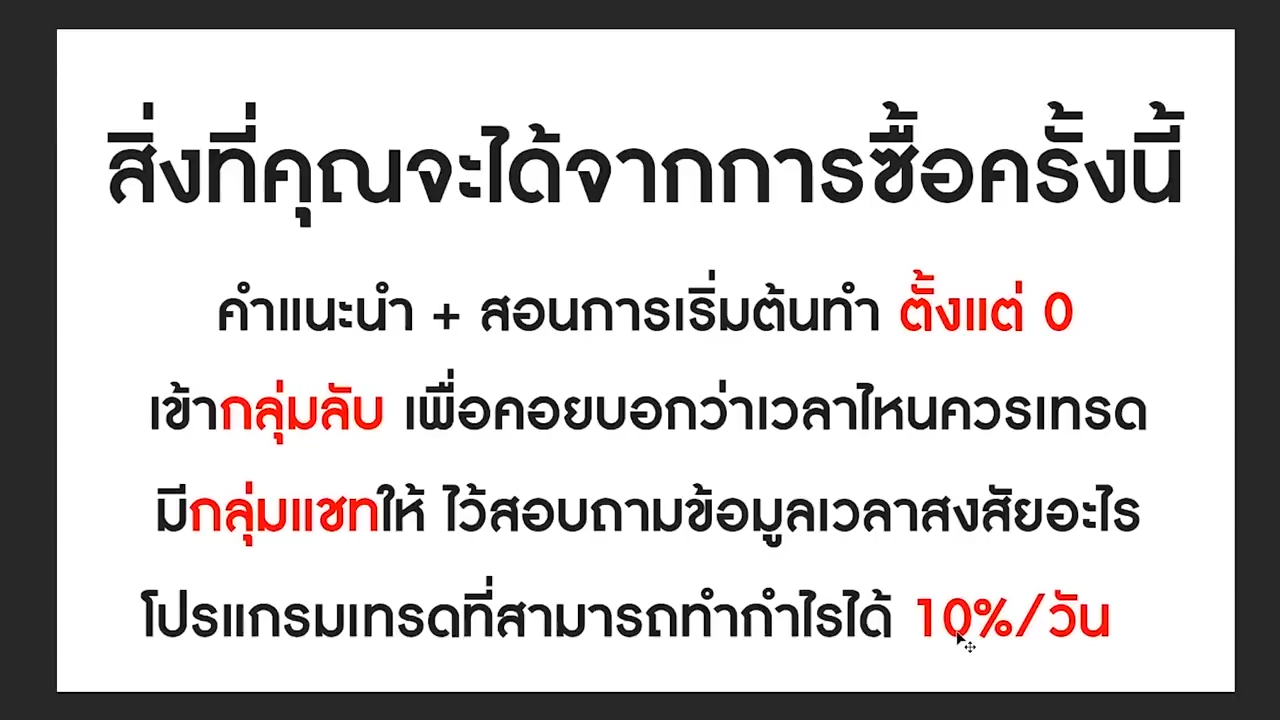 สิ่งที่คุณจะได้จากการซื้อครั้งนี้
คำแนะนำ + สอนการเริ่มต้นทำ ตั้งแต่ 0
เข้ากลุ่มลับ เพื่อคอยบอกว่าเวลาไหนควรเทรด
มีกลุ่มแชทให้ ไว้สอบถามข้อมูลเวลาสงสัยอะไร
โปรแกรมเทรดที่สามารถทำกำไรได้ 10%/วัน